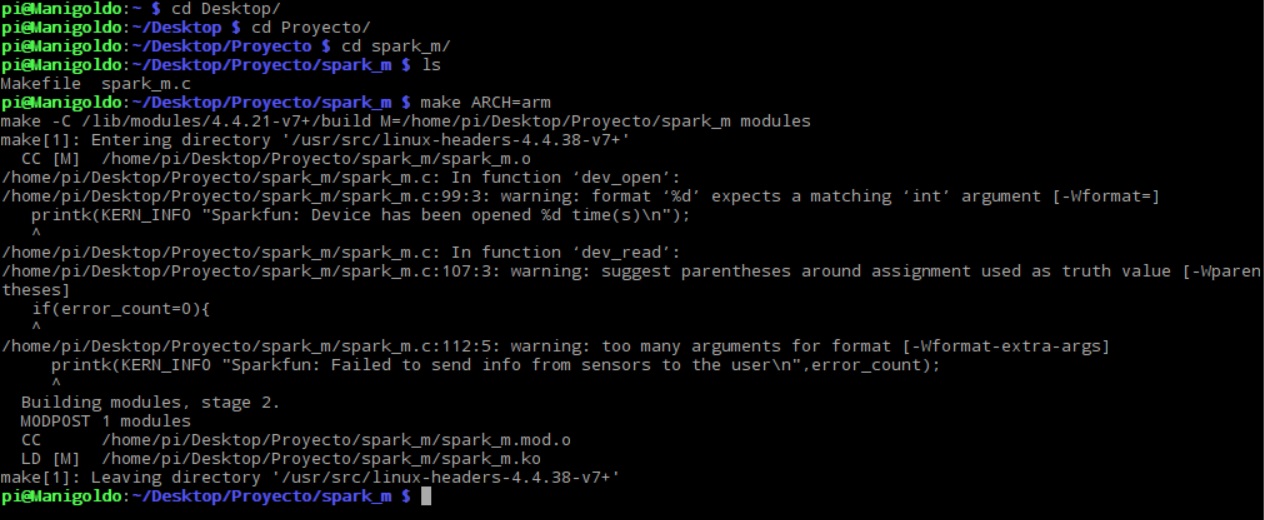 pi@Manigoldo:~ $ cd Desktop/
pi@Manigoldo:~/Desktop $ cd Proyecto/
pi@Manigoldo:~/Desktop/Proyecto $ cd spark_m/
pi@Manigoldo:~/Desktop/Proyecto/spark_m $ ls
Makefile  spark_m.c
pi@Manigoldo:~/Desktop/Proyecto/spark_m $ make ARCH=arm
make -C /lib/modules/4.4.21-v7+/build M=/home/pi/Desktop/Proyecto/spark_m modules
make[1]: Entering directory '/usr/src/linux-headers-4.4.38-v7+'
  CC [M]  /home/pi/Desktop/Proyecto/spark_m/spark_m.o
/home/pi/Desktop/Proyecto/spark_m/spark_m.c: In function ‘dev_open’:
/home/pi/Desktop/Proyecto/spark_m/spark_m.c:99:3: warning: format ‘%d’ expects a matching ‘int’ argument [-Wformat=]
   printk(KERN_INFO "Sparkfun: Device has been opened %d time(s)\n");
   ^
/home/pi/Desktop/Proyecto/spark_m/spark_m.c: In function ‘dev_read’:
/home/pi/Desktop/Proyecto/spark_m/spark_m.c:107:3: warning: suggest parentheses around assignment used as truth value [-Wparen
theses]
   if(error_count=0){
   ^
/home/pi/Desktop/Proyecto/spark_m/spark_m.c:112:5: warning: too many arguments for format [-Wformat-extra-args]
     printk(KERN_INFO "Sparkfun: Failed to send info from sensors to the user\n",error_count);
     ^
  Building modules, stage 2.
  MODPOST 1 modules
  CC      /home/pi/Desktop/Proyecto/spark_m/spark_m.mod.o
  LD [M]  /home/pi/Desktop/Proyecto/spark_m/spark_m.ko
make[1]: Leaving directory '/usr/src/linux-headers-4.4.38-v7+'
pi@Manigoldo:~/Desktop/Proyecto/spark_m $